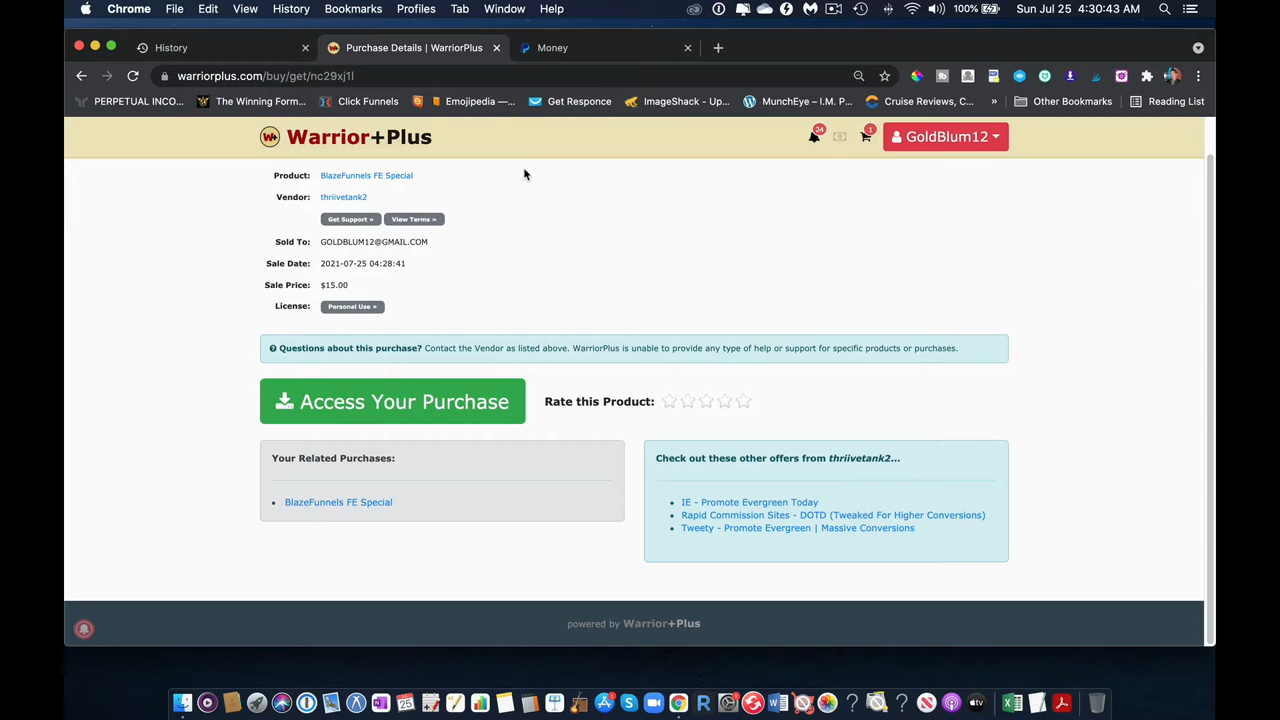 Chrome File Edit View History Bookmarks Profiles Tab Window Help 100% Sun Jul 25 4:30:43 AM
History Purchase Details | WarriorPlus Money
warriorplus.com/buy/get/nc29xj1l
PERPETUAL INCO... The Winning Form... Click Funnels Emojipedia —... Get Responce ImageShack - Up... MunchEye – I.M. P... Cruise Reviews, C... » Other Bookmarks Reading List
W+ Warrior+Plus 24 1 GoldBlum12
Product: BlazeFunnels FE Special
Vendor: thriivetank2
Get Support » View Terms »
Sold To: GOLDBLUM12@GMAIL.COM
Sale Date: 2021-07-25 04:28:41
Sale Price: $15.00
License: Personal Use »
Questions about this purchase? Contact the Vendor as listed above. WarriorPlus is unable to provide any type of help or support for specific products or purchases.
Access Your Purchase Rate this Product:
Your Related Purchases:
• BlazeFunnels FE Special
Check out these other offers from thriivetank2...
• IE - Promote Evergreen Today
• Rapid Commission Sites - DOTD (Tweaked For Higher Conversions)
• Tweety - Promote Evergreen | Massive Conversions
powered by Warrior+Plus